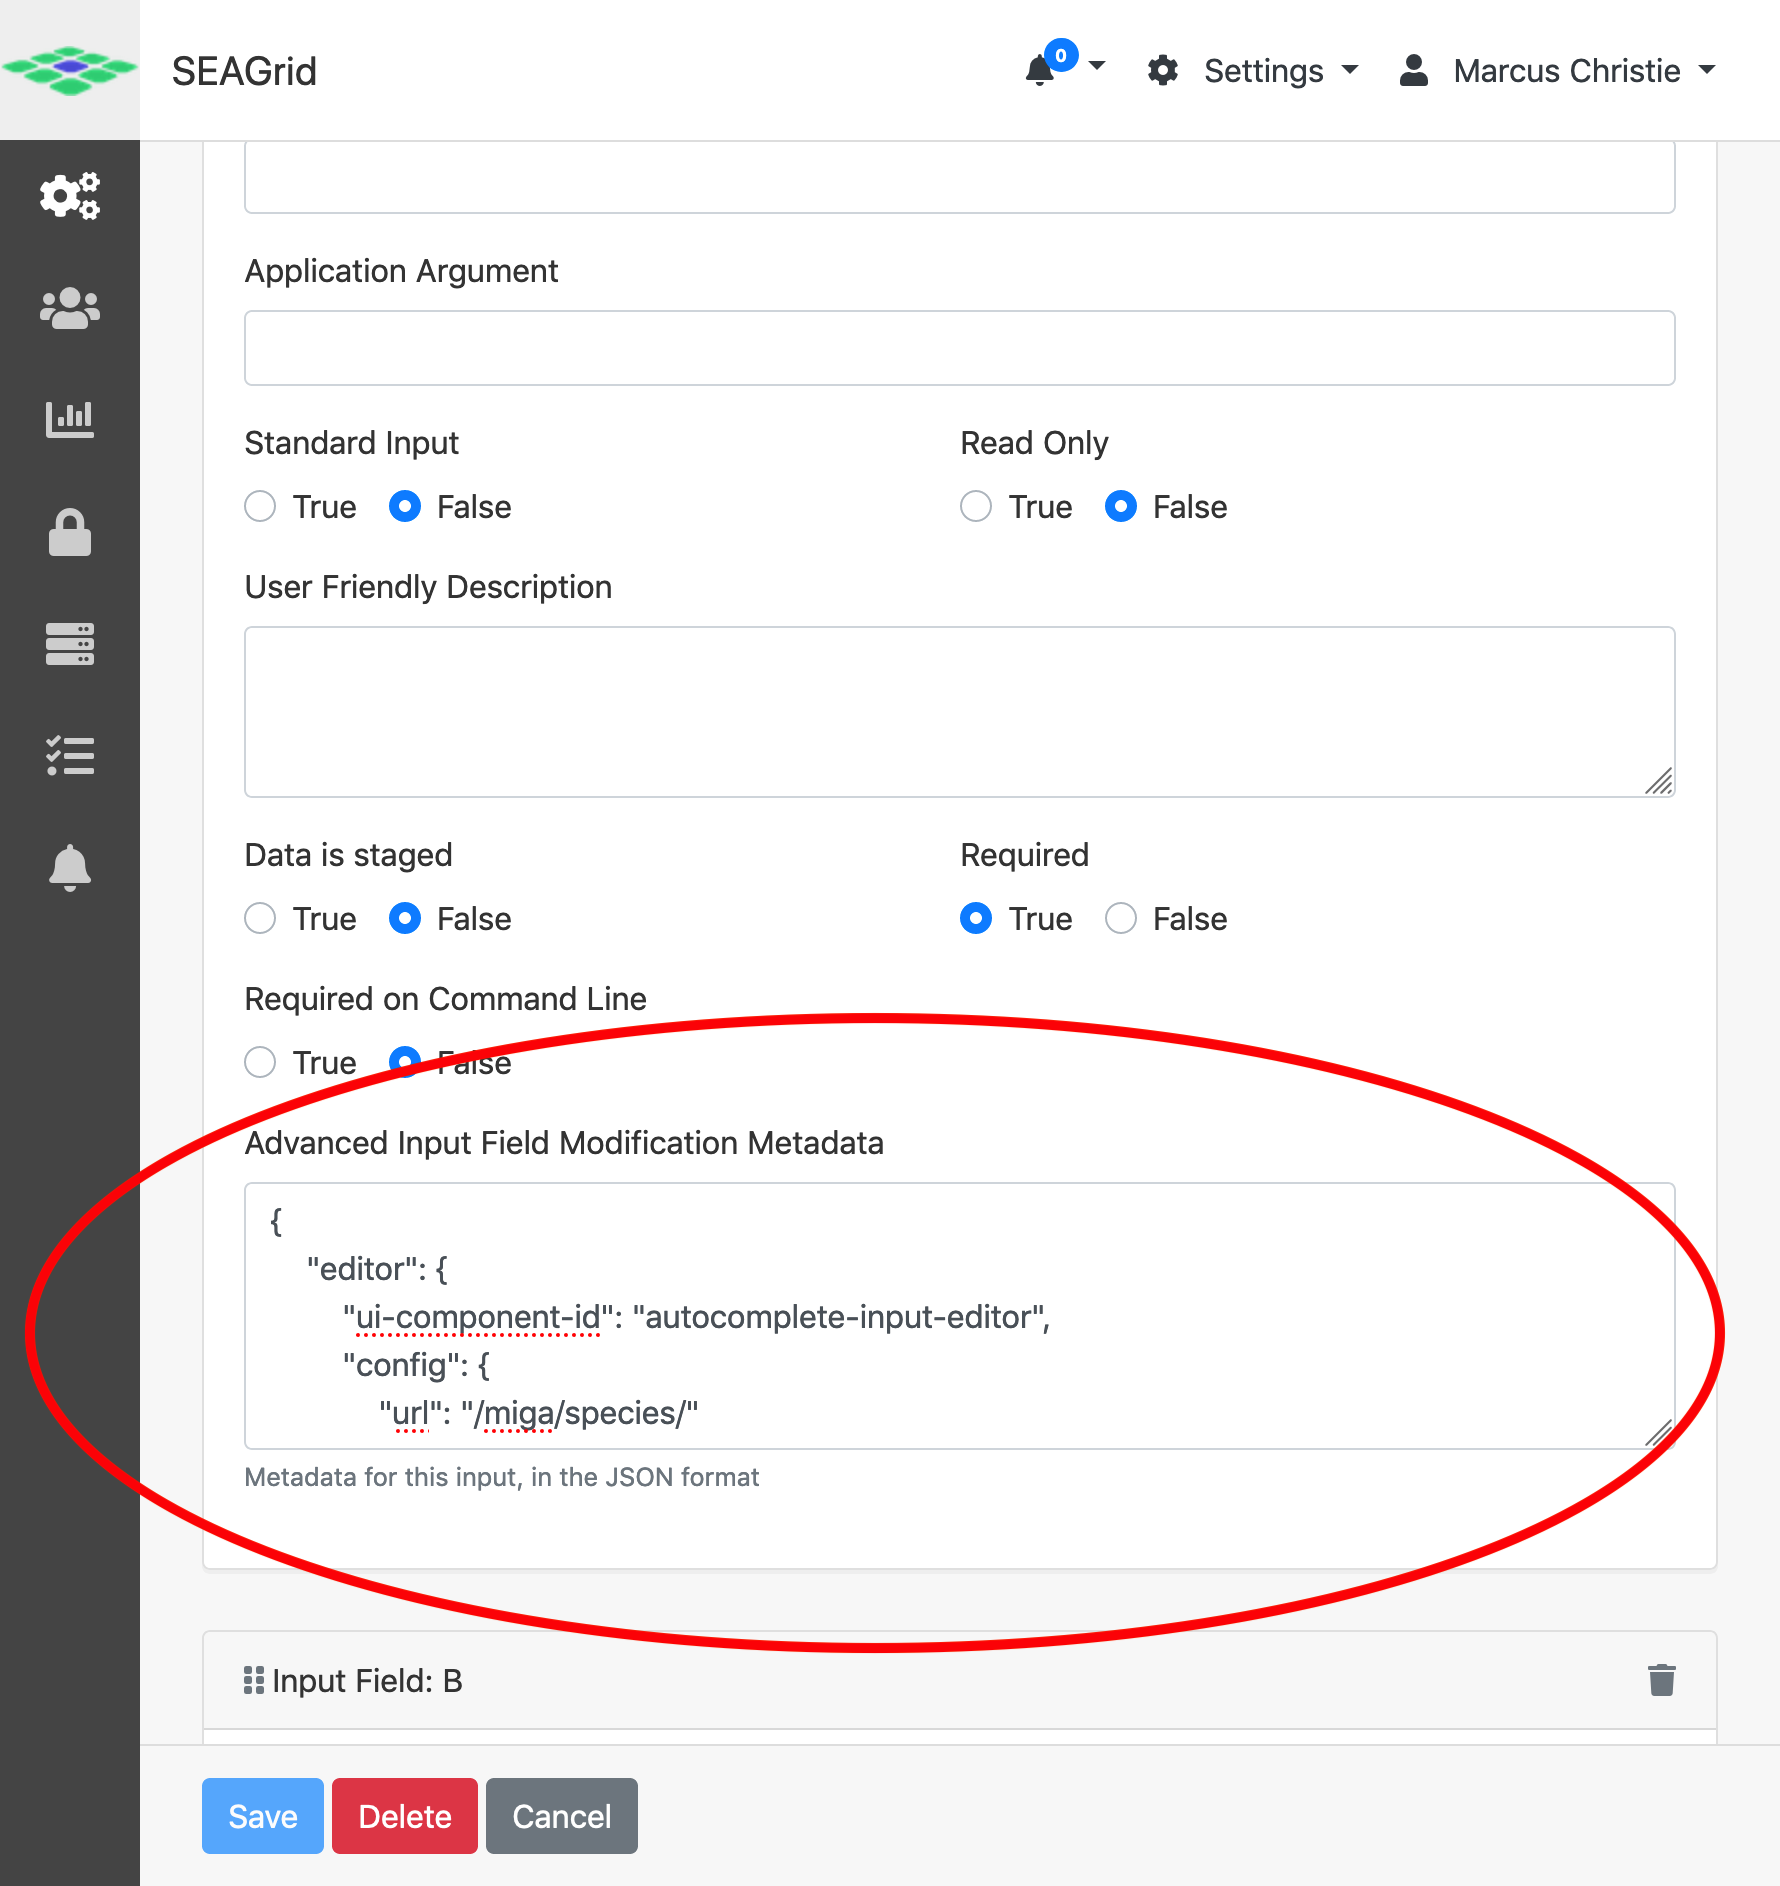 SEAGrid
0
Settings
Marcus Christie
Application Argument
Standard Input
Read Only
True False
True False
User Friendly Description
Data is staged
Required
True False
True False
Required on Command Line
True False
Advanced Input Field Modification Metadata
{
"editor": {
"ui-component-id": "autocomplete-input-editor",
"config": {
"url": "/miga/species/"
Metadata for this input, in the JSON format
Input Field: B
Save Delete Cancel